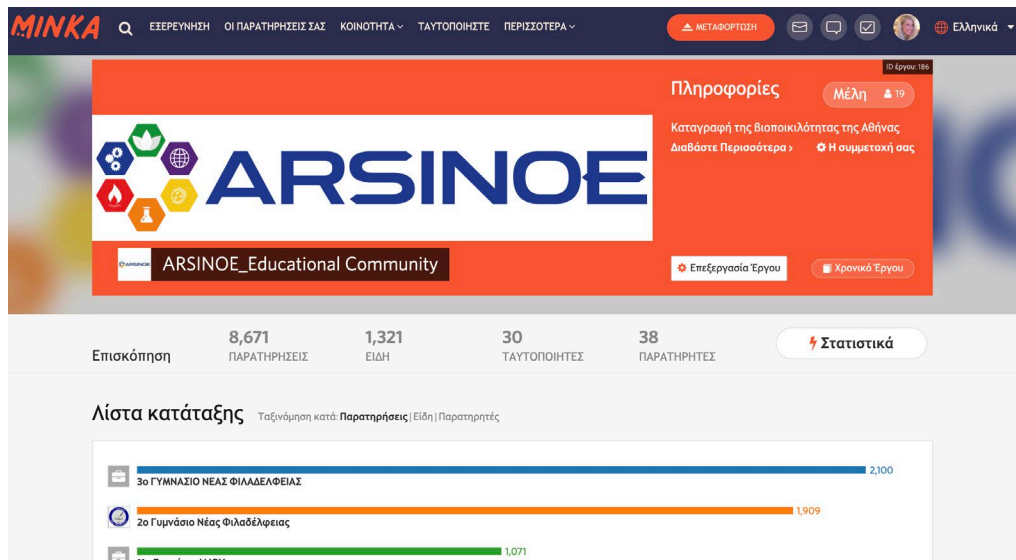 MINKA
ΕΞΕΡΕΥΝΗΣΗ ΟΙ ΠΑΡΑΤΗΡΗΣΕΙΣ ΣΑΣ ΚΟΙΝΟΤΗΤΑ ΤΑΥΤΟΠΟΙΗΣΤΕ ΠΕΡΙΣΣΟΤΕΡΑ ΜΕΤΑΦΟΡΤΩΣΗ Ελληνικά
ID έργου: 186
Πληροφορίες
Μέλη 19
Καταγραφή της βιοποικιλότητας της Αθήνας
Διαβάστε Περισσότερα › Η συμμετοχή σας
ARSINOE
ARSINOE
ARSINOE_Educational Community
Επεξεργασία Έργου
Χρονικό Έργου
Επισκόπηση
8,671
ΠΑΡΑΤΗΡΗΣΕΙΣ
1,321
ΕΙΔΗ
30
ΤΑΥΤΟΠΟΙΗΤΕΣ
38
ΠΑΡΑΤΗΡΗΤΕΣ
Στατιστικά
Λίστα κατάταξης Ταξινόμηση κατά: Παρατηρήσεις | Είδη | Παρατηρητές
2,100
3ο ΓΥΜΝΑΣΙΟ ΝΕΑΣ ΦΙΛΑΔΕΛΦΕΙΑΣ
1,909
2ο Γυμνάσιο Νέας Φιλαδέλφειας
1,071